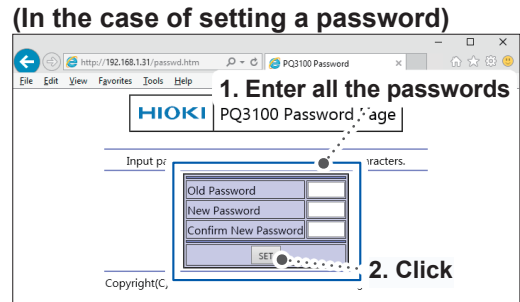 (In the case of setting a password)
http://192.168.1.31/passwd.htm
PQ3100 Password
File Edit View Favorites Tools Help
1. Enter all the passwords
HIOKI PQ3100 Password Page
Input racters.
Old Password
New Password
Confirm New Password
SET
2. Click
Copyright(C)